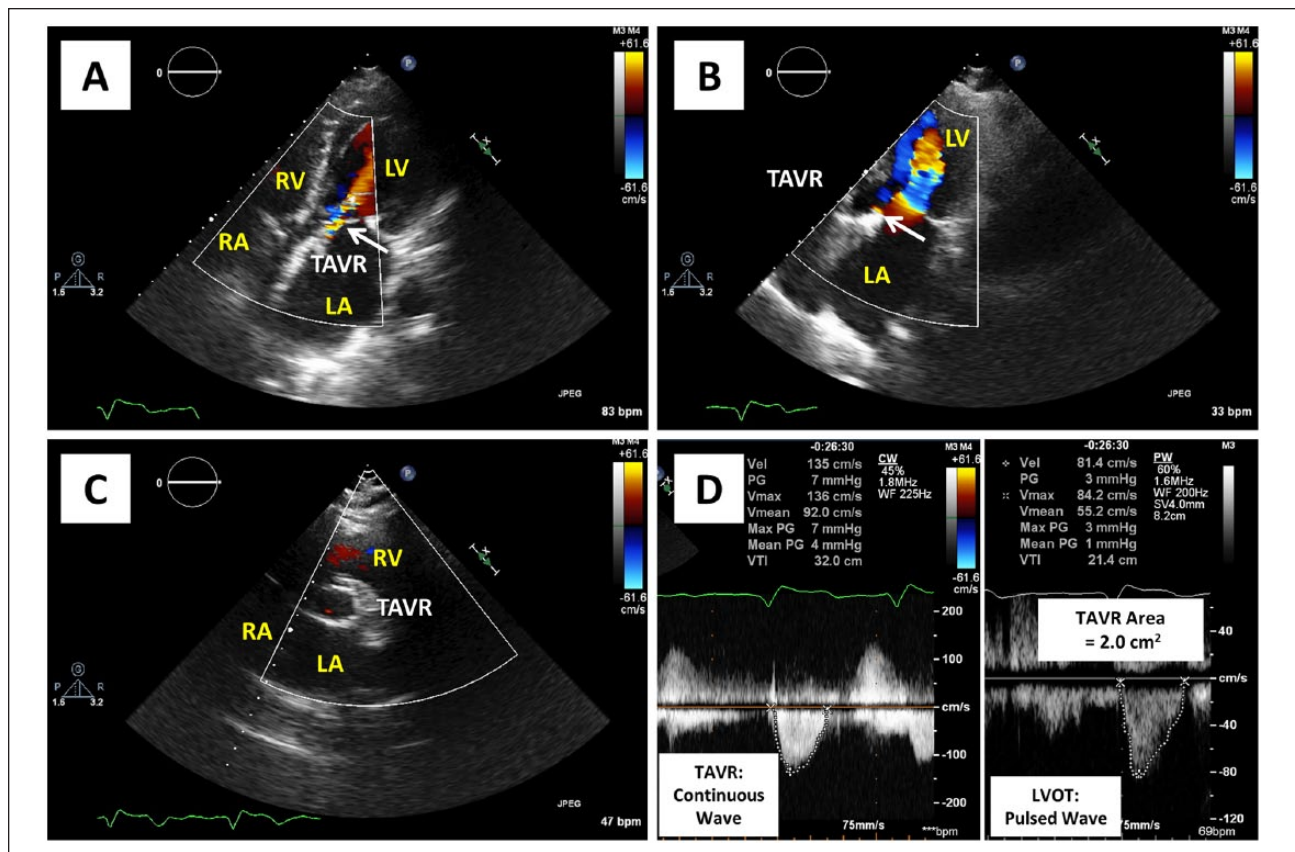 A
0
P
M3 M4
+61.6
-61.6
cm/s
RV
LV
RA
TAVR
LA
G
P R
1.6 3.2
JPEG
83 bpm
B
P
M3 M4
+61.6
-61.6
cm/s
0
LV
TAVR
LA
G
P R
1.6 3.2
JPEG
33 bpm
C
0
P
M3 M4
+61.6
-61.6
cm/s
RV
TAVR
RA
LA
G
P R
1.6 3.2
JPEG
47 bpm
D
-0:26:30
Vel 135 cm/s
PG 7 mmHg
Vmax 136 cm/s
Vmean 92.0 cm/s
Max PG 7 mmHg
Mean PG 4 mmHg
VTI 32.0 cm
CW
45%
1.8MHz
WF 225Hz
M3 M4
+61.6
-61.6
cm/s
200
100
cm/s
-100
-200
TAVR:
Continuous
Wave
75mm/s
***bpm
-0:26:30
Vel 81.4 cm/s
PG 3 mmHg
Vmax 84.2 cm/s
Vmean 55.2 cm/s
Max PG 3 mmHg
Mean PG 1 mmHg
VTI 21.4 cm
PW
60%
1.6MHz
WF 200Hz
SV4.0mm
8.2cm
M3
TAVR Area
= 2.0 cm²
40
cm/s
-40
-80
-120
LVOT:
Pulsed Wave
75mm/s
69bpm